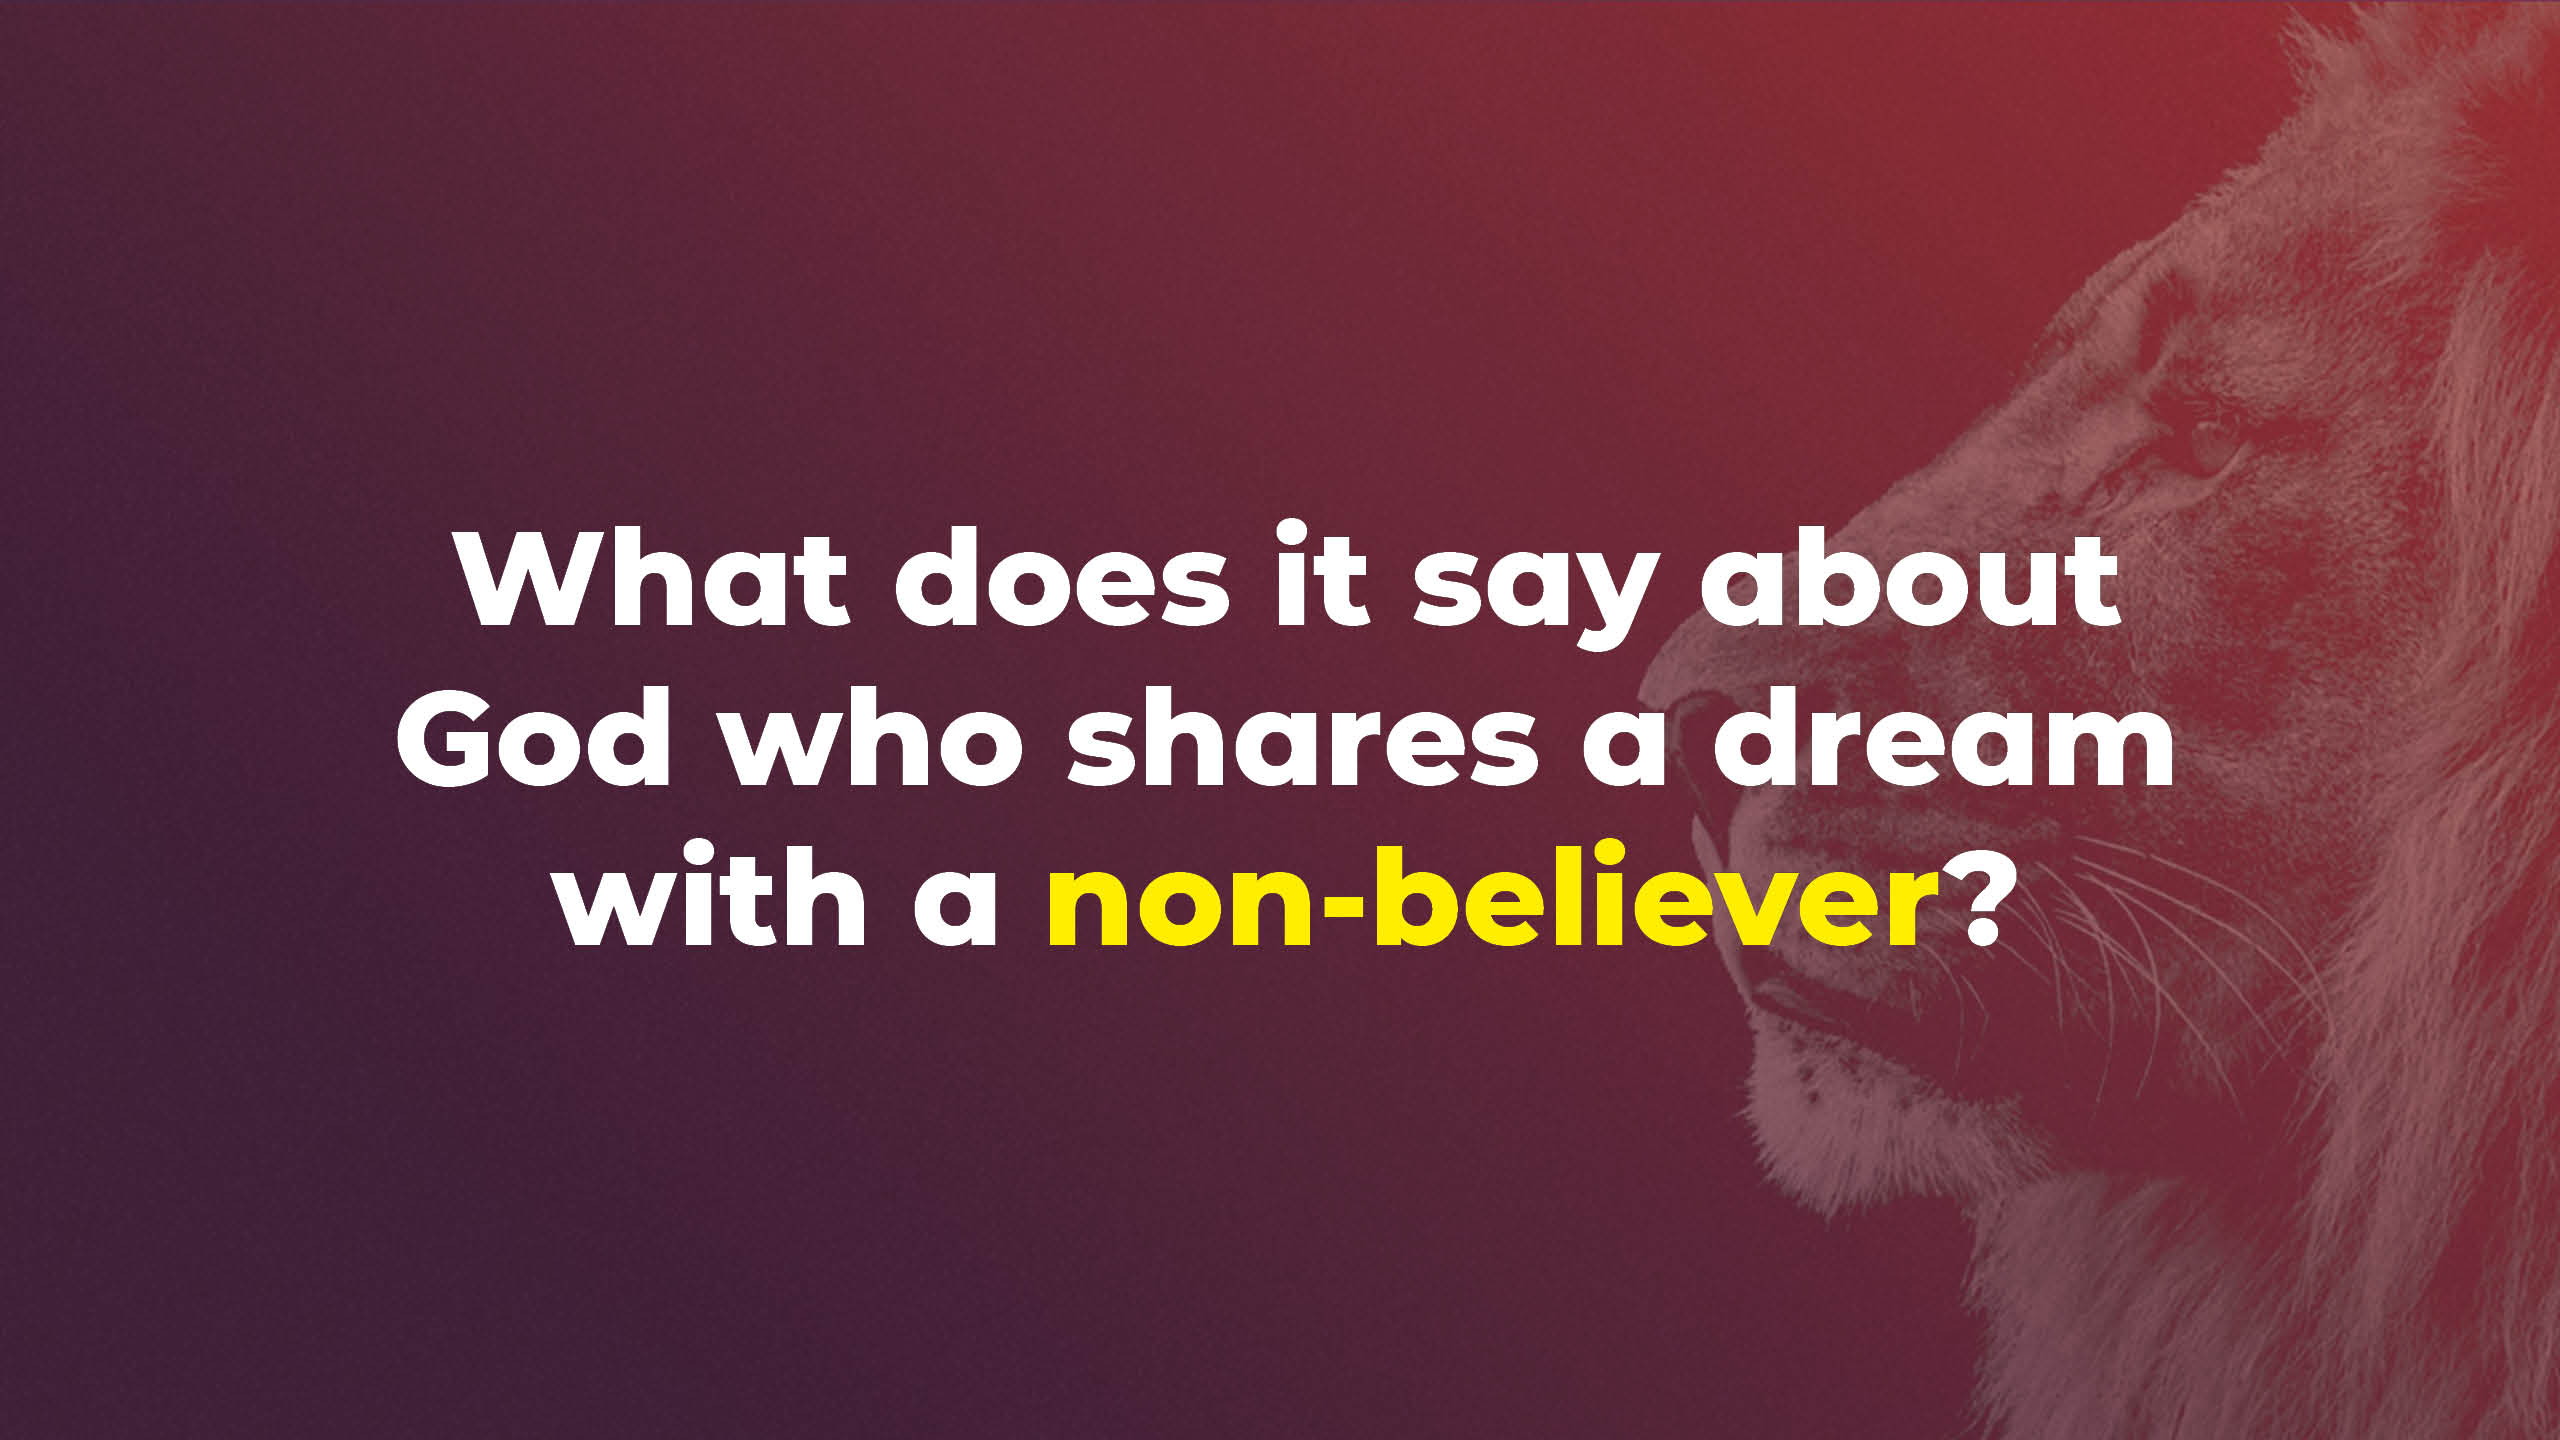 What does it say about
God who shares a dream
with a non-believer?